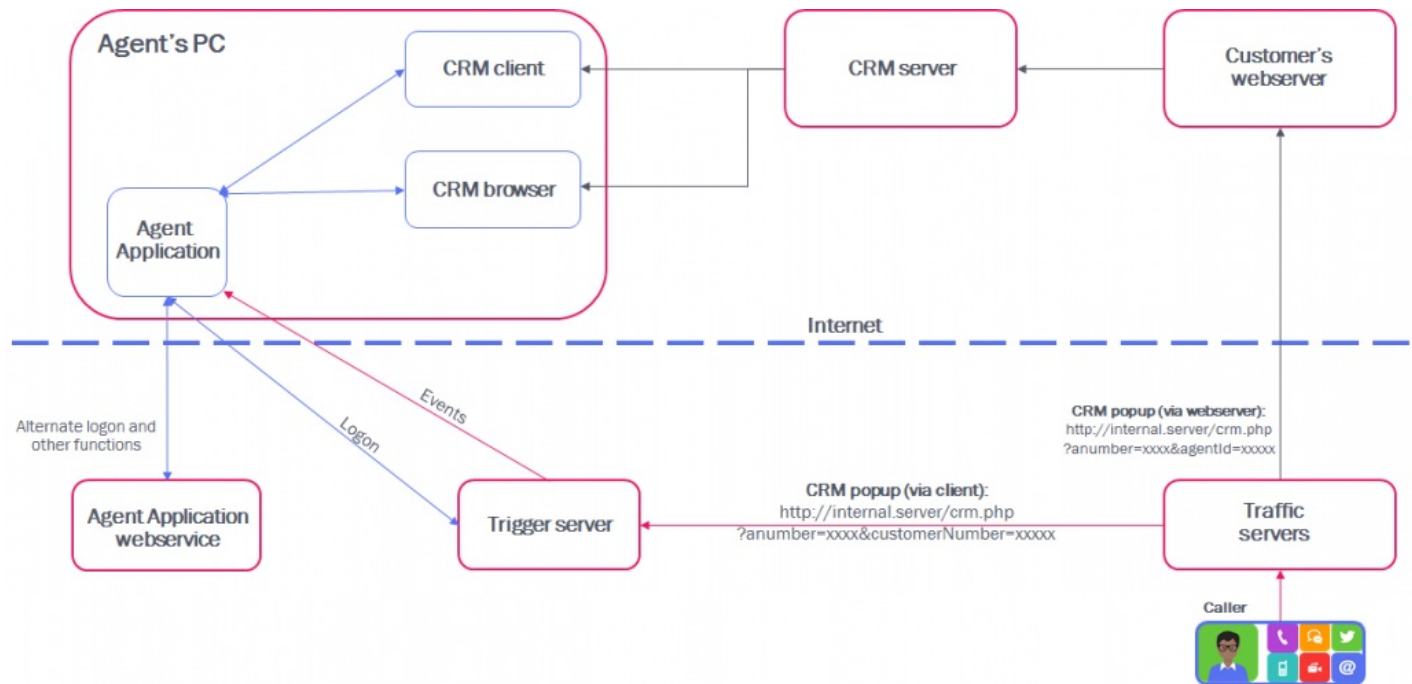 Agent's PC
CRM client
CRM server
Customer's
webserver
CRM browser
Agent
Application
Internet
Events
Logon
Alternate logon and
other functions
CRM popup (via webserver):
http://internal.server/crm.php
?anumber=xxxx&agentId=xxxxx
Agent Application
webservice
Trigger server
CRM popup (via client):
http://internal.server/crm.php
?anumber=xxxx&customerNumber=xxxxx
Traffic
servers
Caller
@